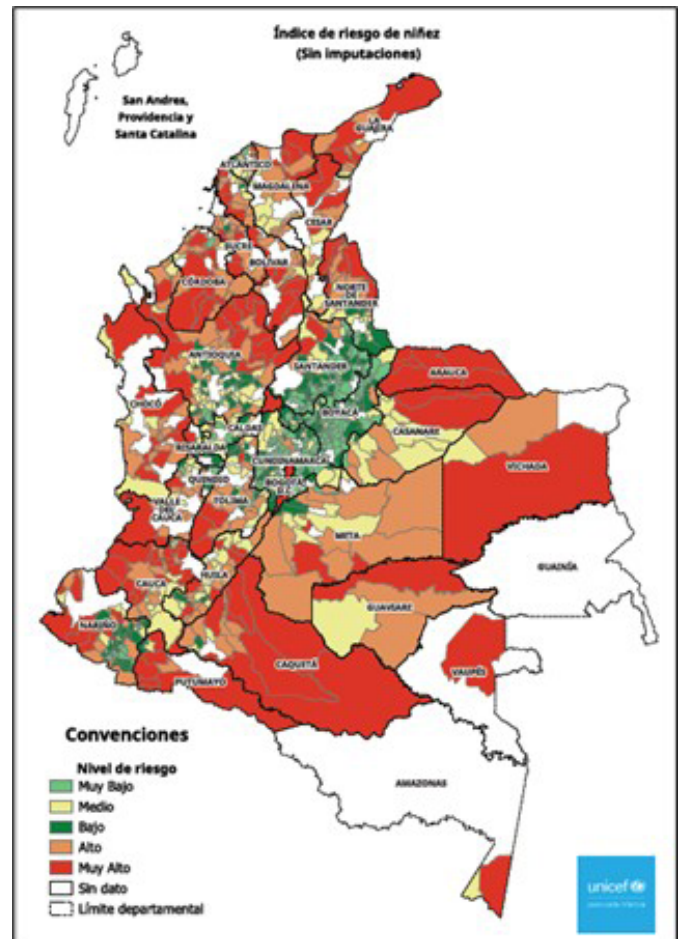 Índice de riesgo de niñez
(Sin imputaciones)
San Andres,
Providencia y
Santa Catalina
LA
GUAJIRA
ATLÁNTICO
MAGDALENA
CESAR
SUCRE
BOLÍVAR
CÓRDOBA
NORTE
DE
SANTANDER
ANTIOQUIA
SANTANDER
ARAUCA
CHOCÓ
BOYACÁ
CALDAS
CASANARE
RISARALDA
CUNDINAMARCA
VICHADA
QUINDIO
BOGOTÁ
D.C.
TOLIMA
VALLE
DEL
CAUCA
META
GUAINÍA
HUILA
CAUCA
GUAVIARE
NARIÑO
CAQUETÁ
VAUPÉS
PUTUMAYO
AMAZONAS
Convenciones
Nivel de riesgo
Muy Bajo
Medio
Bajo
Alto
Muy Alto
Sin dato
Límite departamental
unicef